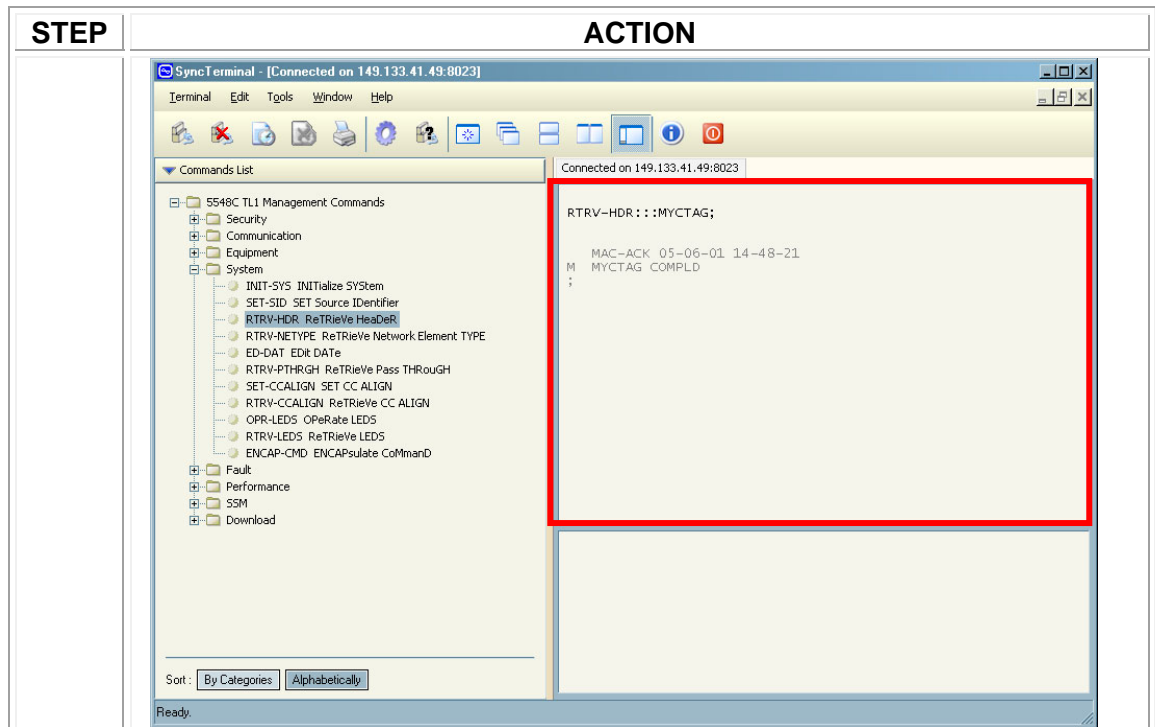 STEP
ACTION
SyncTerminal - [Connected on 149.133.41.49:8023]
Terminal Edit Tools Window Help
Commands List
Connected on 149.133.41.49:8023
5548C TL1 Management Commands
Security
Communication
Equipment
System
INIT-SYS INITialize SYStem
SET-SID SET Source IDentifier
RTRV-HDR ReTRieVe HeaDeR
RTRV-NETYPE ReTRieVe Network Element TYPE
ED-DAT EDit DATe
RTRV-PTHRGH ReTRieVe Pass THRouGH
SET-CCALIGN SET CC ALIGN
RTRV-CCALIGN ReTRieVe CC ALIGN
OPR-LEDS OPeRate LEDS
RTRV-LEDS ReTRieVe LEDS
ENCAP-CMD ENCAPsulate CoMmanD
Fault
Performance
SSM
Download
RTRV-HDR:::MYCTAG;
MAC-ACK 05-06-01 14-48-21
M MYCTAG COMPLD
;
Sort : By Categories Alphabetically
Ready.